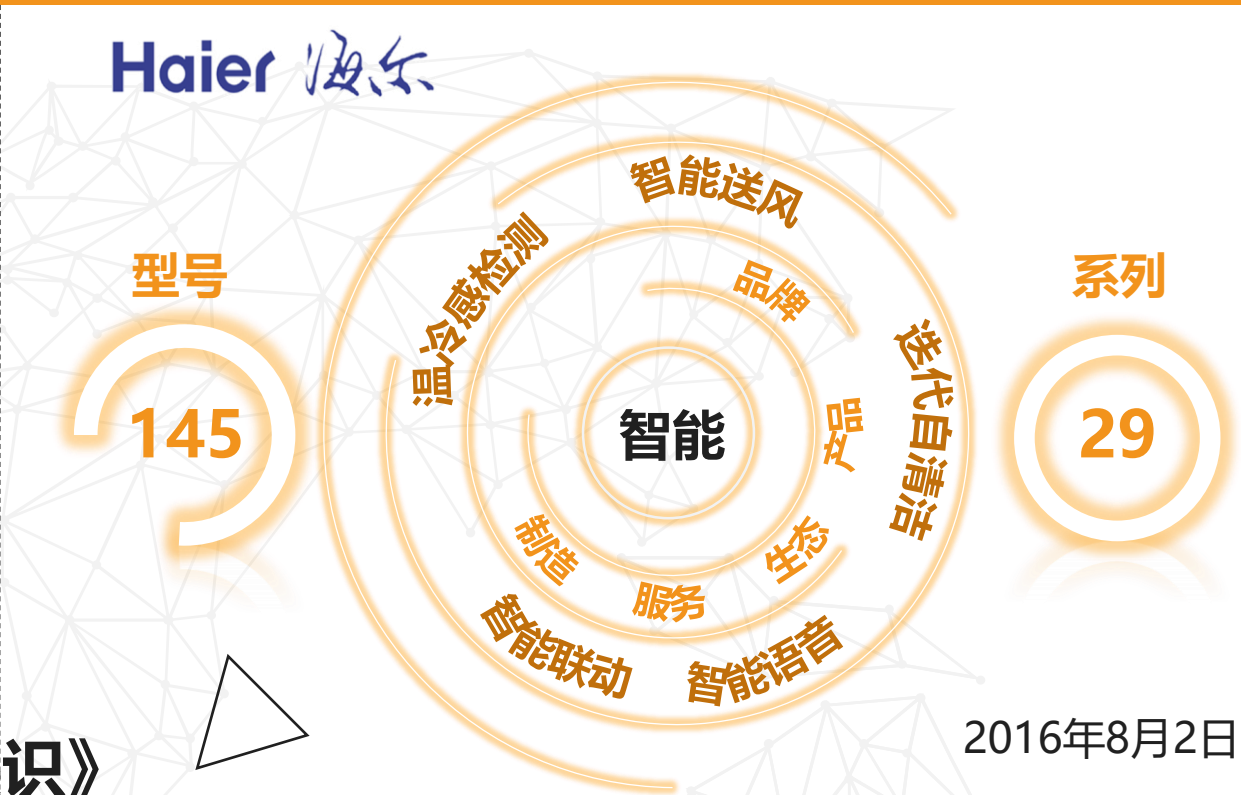 Haier 海尔
智能送风
温冷感检测
型号
品牌
系列
迭代自清洁
145
智能
产品
29
制造
生态
服务
智能联动
智能语音
2016年8月2日
识》